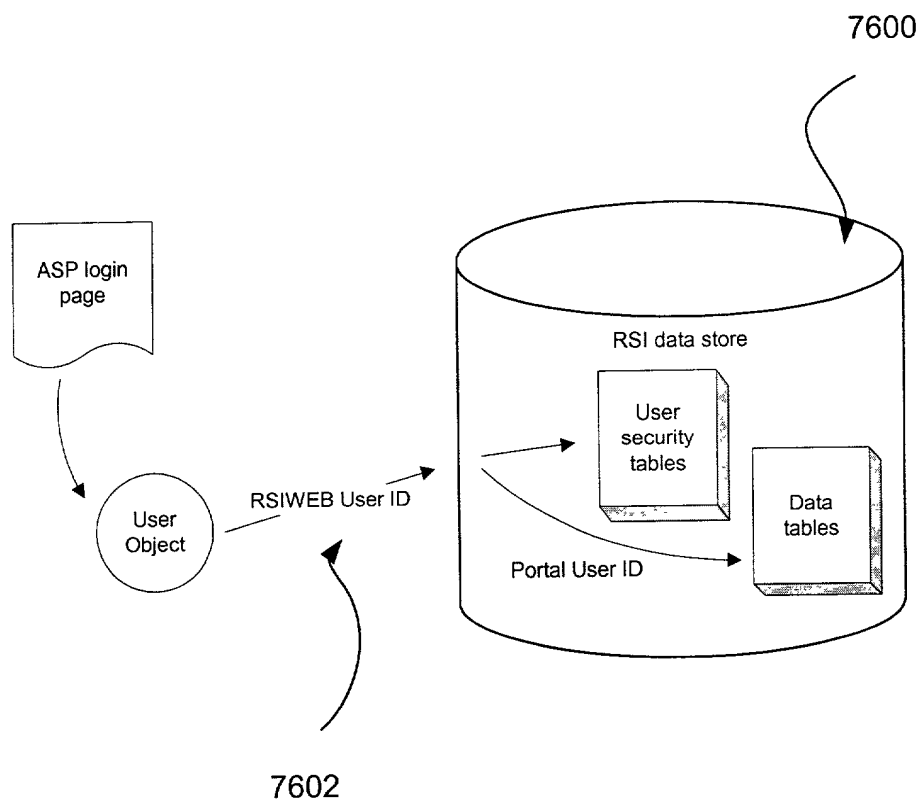 7600
ASP login
page
RSI data store
User
security
tables
Data
tables
User
Object
RSIWEB User ID
Portal User ID
7602